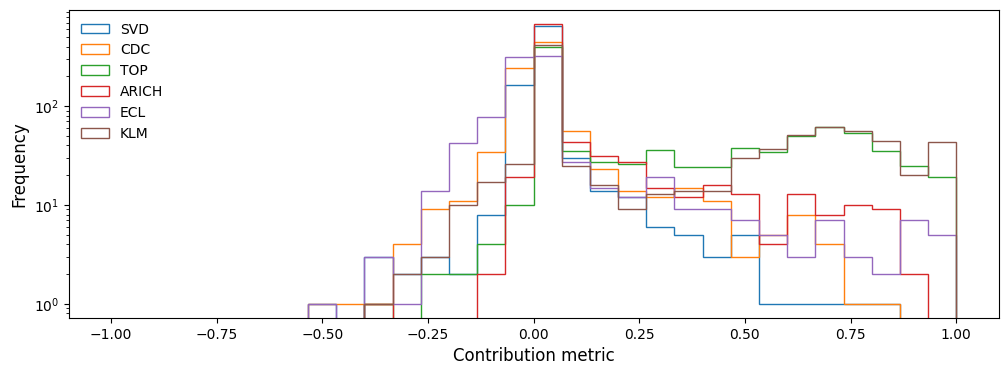 SVD
CDC
TOP
ARICH
ECL
KLM
Frequency
10²
10¹
10⁰
−1.00 −0.75 −0.50 −0.25 0.00 0.25 0.50 0.75 1.00
Contribution metric